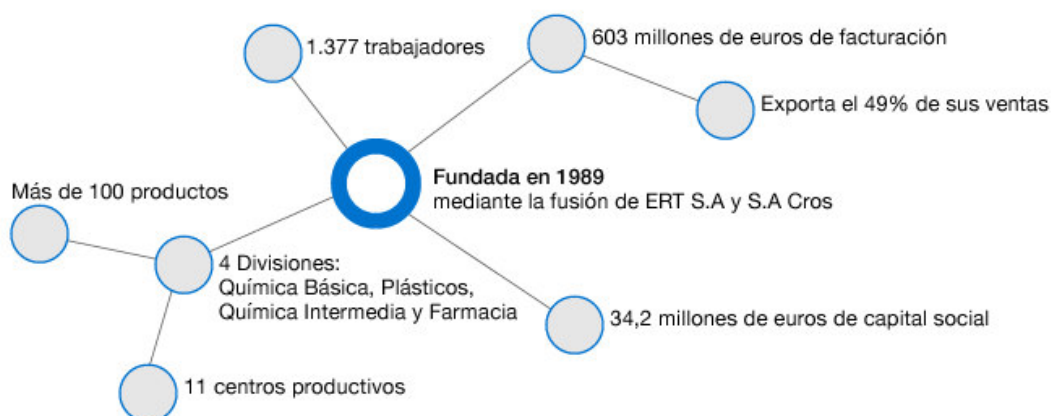 1.377 trabajadores
603 millones de euros de facturación
Exporta el 49% de sus ventas
Fundada en 1989
mediante la fusión de ERT S.A y S.A Cros
Más de 100 productos
4 Divisiones:
Química Básica, Plásticos,
Química Intermedia y Farmacia
34,2 millones de euros de capital social
11 centros productivos